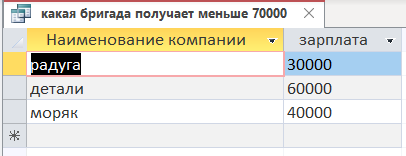 какая бригада получает меньше 70000
Наименование компании зарплата
радуга 30000
детали 60000
моряк 40000